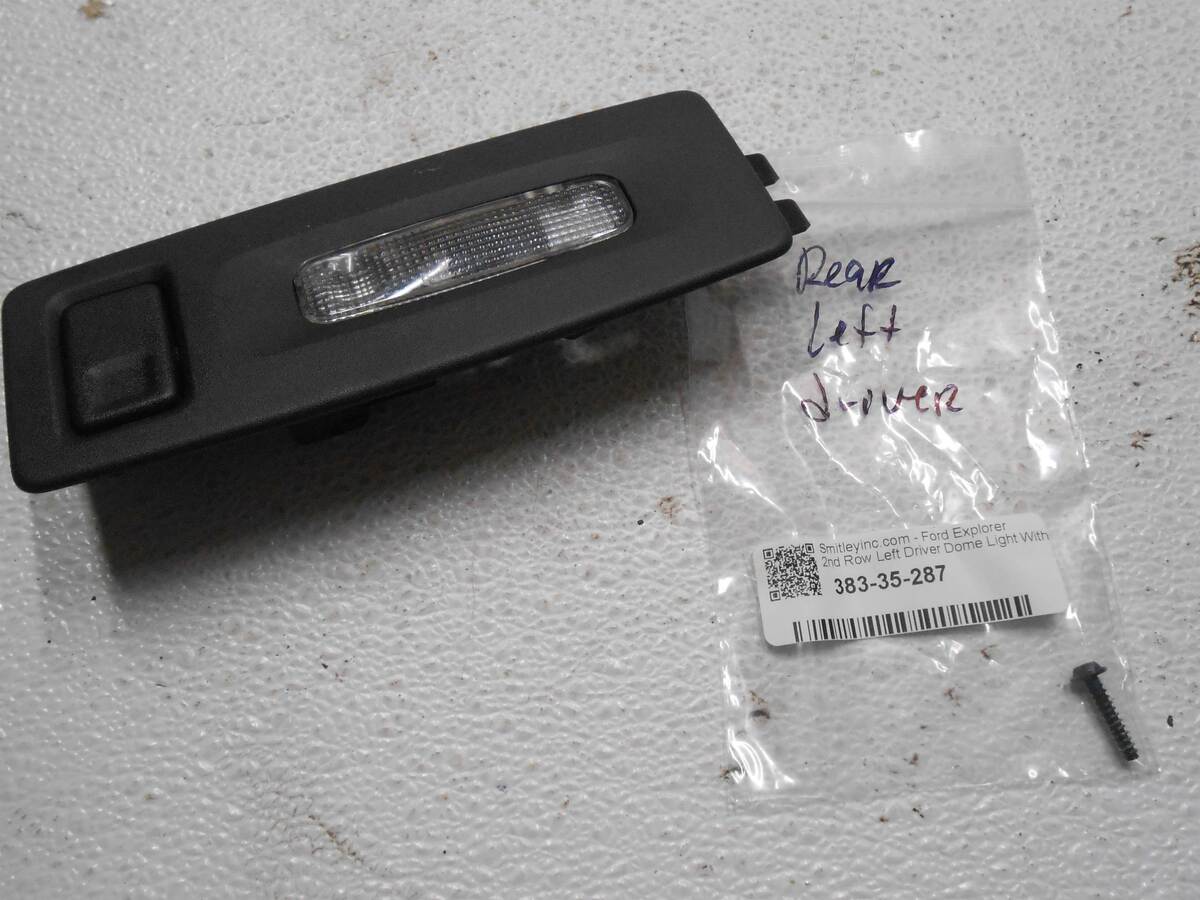 Rear
Left
driver
Smitleyinc.com - Ford Explorer
2nd Row Left Driver Dome Light With
383-35-287